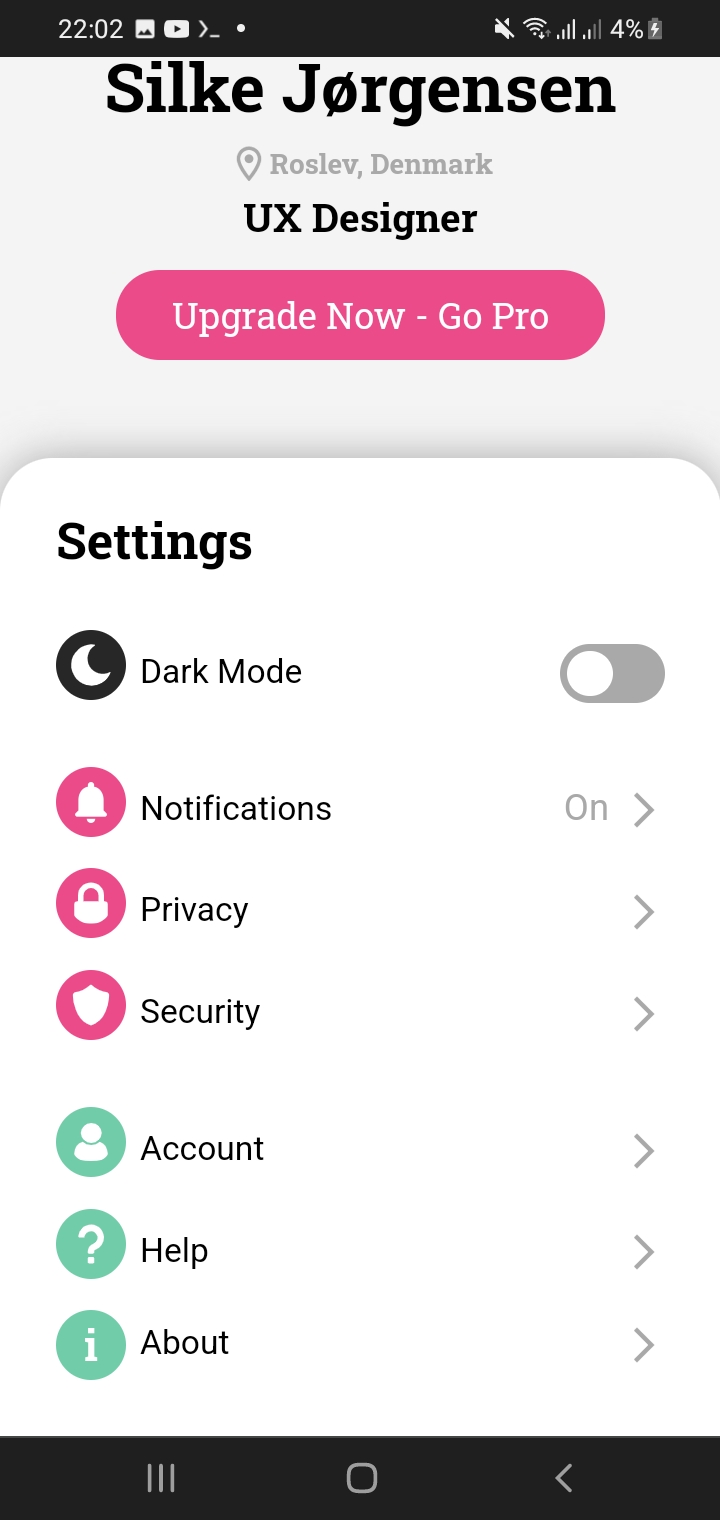 22:02 4%
Silke Jørgensen
Roslev, Denmark
UX Designer
Upgrade Now - Go Pro
Settings
Dark Mode
Notifications On
Privacy
Security
Account
Help
About